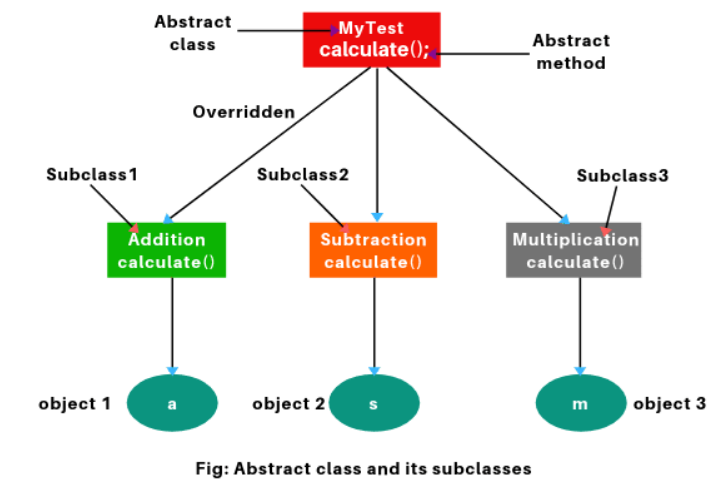 Abstract
class
MyTest
calculate();
Abstract
method
Overridden
Subclass1
Subclass2
Subclass3
Addition
calculate()
Subtraction
calculate()
Multiplication
calculate()
object 1
a
object 2
s
m
object 3
Fig: Abstract class and its subclasses